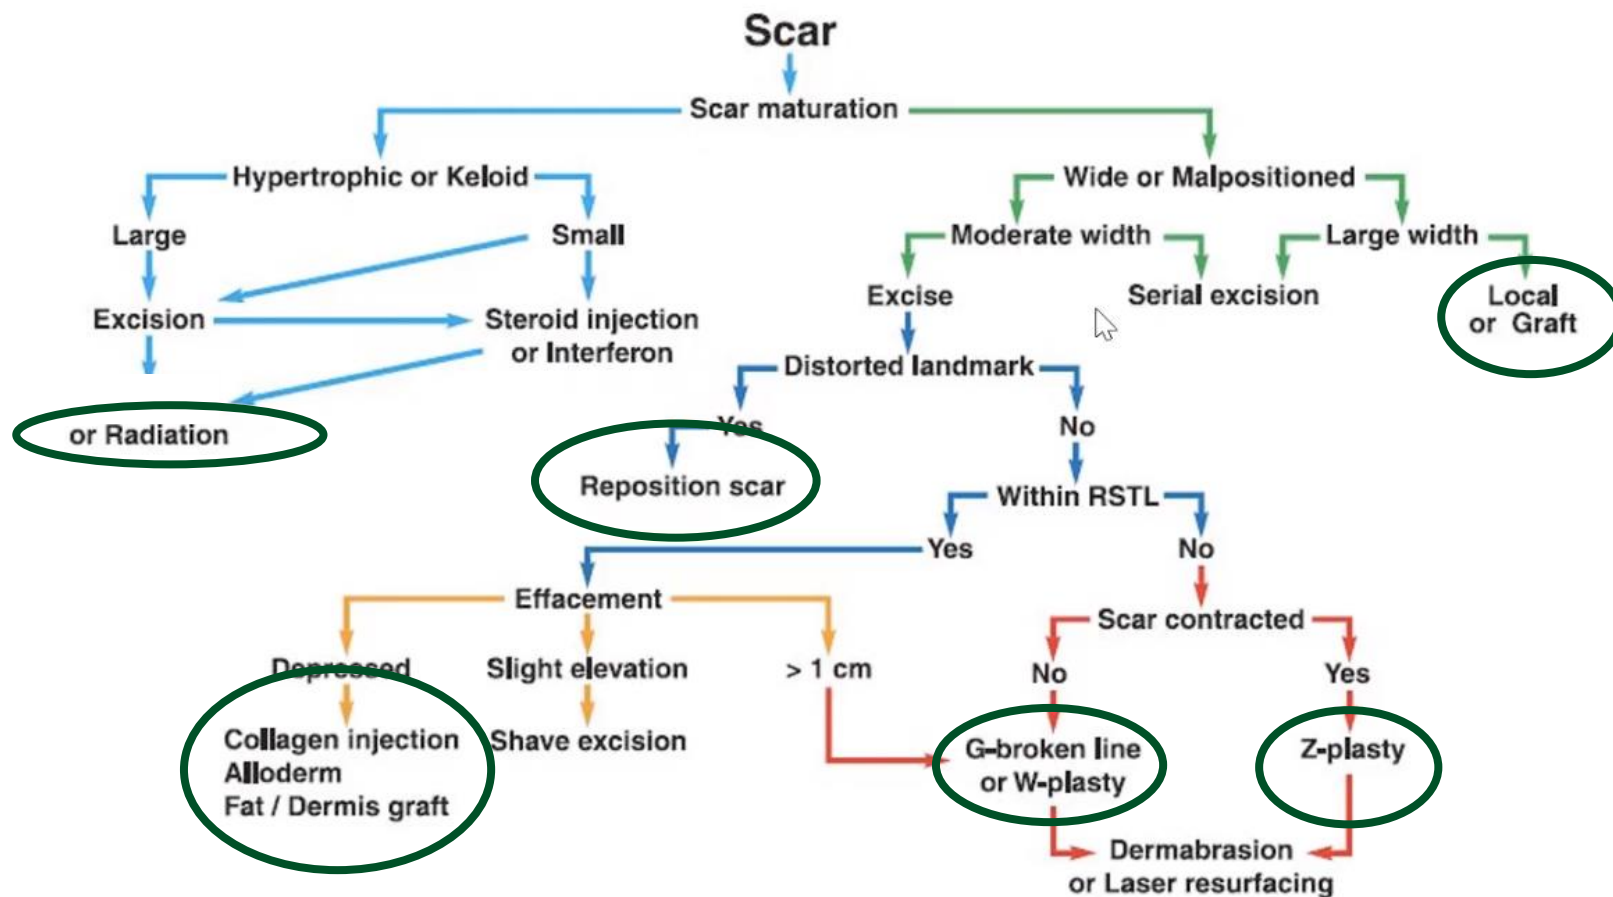 Scar
Scar maturation
Hypertrophic or Keloid
Wide or Malpositioned
Large
Small
Moderate width
Large width
Excise
Serial excision
Local
or Graft
Excision
Steroid injection
or Interferon
Distorted landmark
or Radiation
Yes
No
Reposition scar
Within RSTL
Yes
No
Effacement
Scar contracted
Depressed
Slight elevation
> 1 cm
No
Yes
Collagen injection
Alloderm
Fat / Dermis graft
Shave excision
G-broken line
or W-plasty
Z-plasty
Dermabrasion
or Laser resurfacing